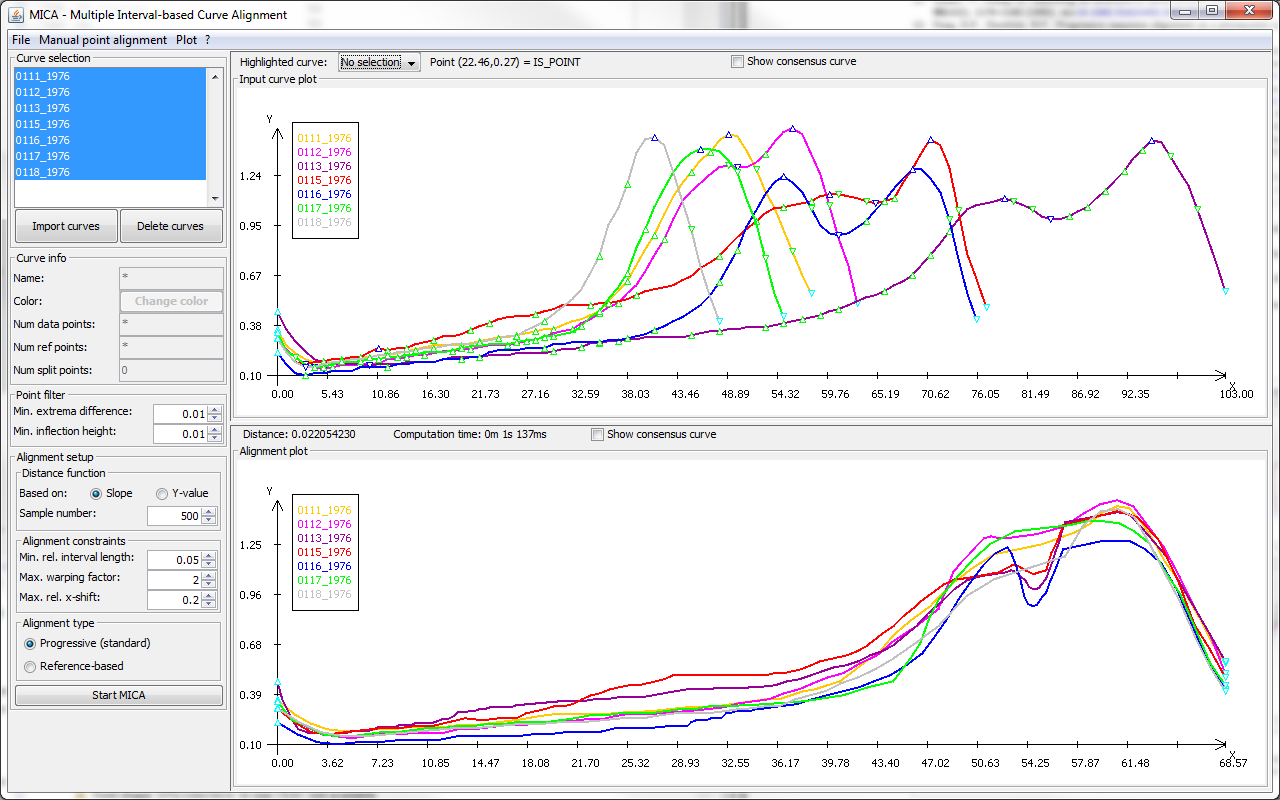 MICA - Multiple Interval-based Curve Alignment
File Manual point alignment Plot ?
Curve selection
0111_1976
0112_1976
0113_1976
0115_1976
0116_1976
0117_1976
0118_1976
Import curves Delete curves
Curve info
Name: *
Color: Change color
Num data points: *
Num ref points: *
Num split points: 0
Point filter
Min. extrema difference: 0.01
Min. inflection height: 0.01
Alignment setup
Distance function
Based on: Slope Y-value
Sample number: 500
Alignment constraints
Min. rel. interval length: 0.05
Max. warping factor: 2
Max. rel. x-shift: 0.2
Alignment type
Progressive (standard)
Reference-based
Start MICA
Highlighted curve: No selection Point (22.46,0.27) = IS_POINT Show consensus curve
Input curve plot
Y
0111_1976
0112_1976
0113_1976
0115_1976
0116_1976
0117_1976
0118_1976
1.24
0.95
0.67
0.38
0.10
X
0.00 5.43 10.86 16.30 21.73 27.16 32.59 38.03 43.46 48.89 54.32 59.76 65.19 70.62 76.05 81.49 86.92 92.35 103.00
Distance: 0.022054230 Computation time: 0m 1s 137ms Show consensus curve
Alignment plot
Y
0111_1976
0112_1976
0113_1976
0115_1976
0116_1976
0117_1976
0118_1976
1.25
0.96
0.68
0.39
0.10
X
0.00 3.62 7.23 10.85 14.47 18.08 21.70 25.32 28.93 32.55 36.17 39.78 43.40 47.02 50.63 54.25 57.87 61.48 68.57